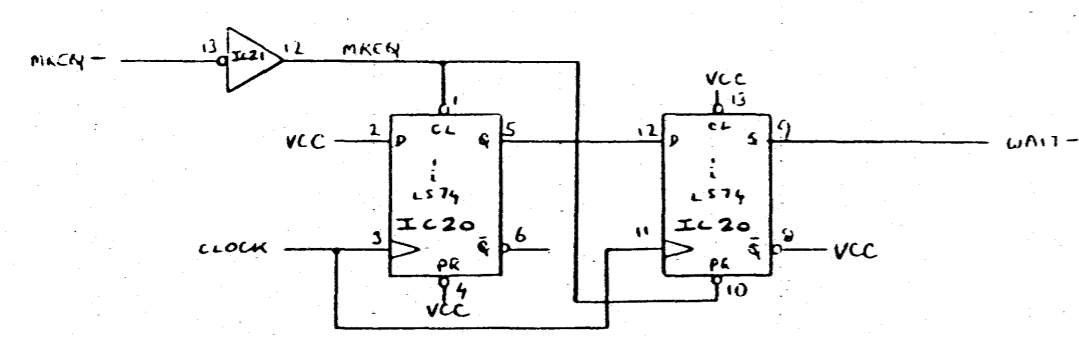 MREQ- 13 IC21 12 MREQ
VCC
1 13
2 D CL Q 5 12 D CL Q 9 WAIT-
VCC
LS74 LS74
IC20 IC20
CLOCK 3 Q̅ 6 11 Q̅ 8 VCC
PR PR
4 10
VCC